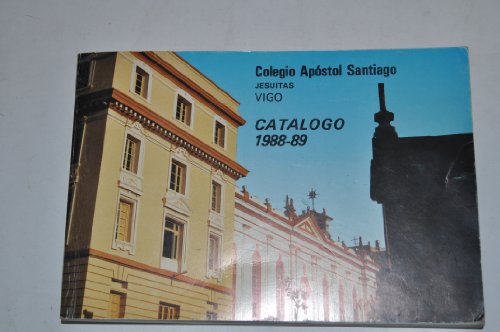 Colegio Apóstol Santiago
JESUITAS
VIGO
CATALOGO
1988-89